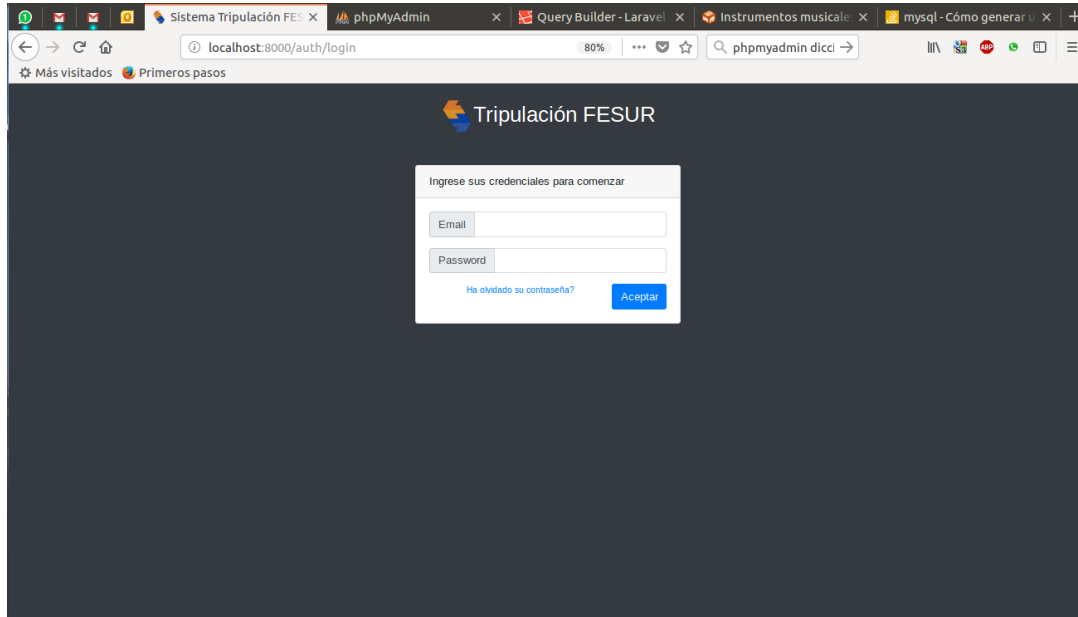 Sistema Tripulación FES
phpMyAdmin
Query Builder - Laravel
Instrumentos musicale
mysql - Cómo generar u
localhost:8000/auth/login
80%
phpmyadmin dicci
Más visitados
Primeros pasos
Tripulación FESUR
Ingrese sus credenciales para comenzar
Email
Password
Ha olvidado su contraseña?
Aceptar